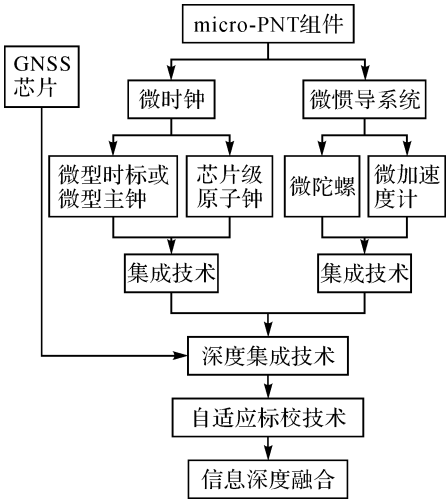 micro-PNT组件
GNSS
芯片
微时钟
微惯导系统
微型时标或
微型主钟
芯片级
原子钟
微陀螺
微加速
度计
集成技术
集成技术
深度集成技术
自适应标校技术
信息深度融合